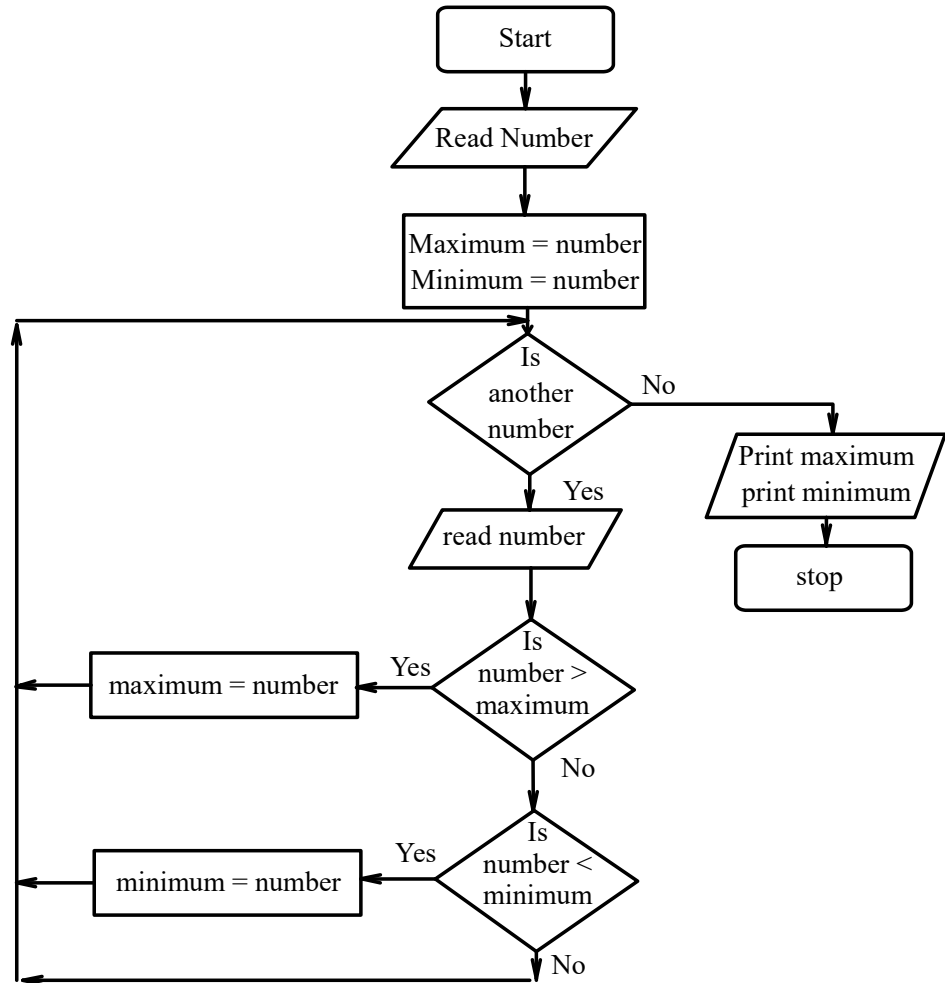 Start
Read Number
Maximum = number
Minimum = number
Is
another
number
No
Print maximum
print minimum
stop
Yes
read number
Is
number >
maximum
Yes
maximum = number
No
Is
number <
minimum
Yes
minimum = number
No